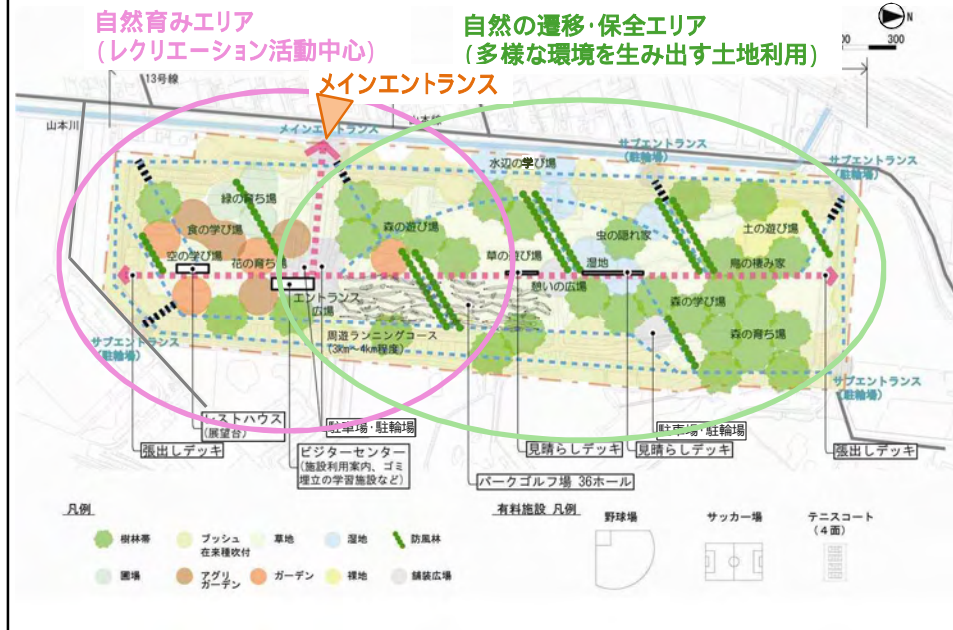 自然育みエリア
(レクリエーション活動中心)
自然の遷移・保全エリア
(多様な環境を生み出す土地利用)
N
00 300
13号線
メインエントランス
山本川
メインエントランス
サブエントランス
(駐輪場)
サブエントランス
(駐輪場)
水辺の学び場
緑の育ち場
食の学び場
森の遊び場
虫の隠れ家
土の遊び場
空の学び場
花の育ち場
草の遊び場
湿地
鳥の棲み家
憩いの広場
エントランス
広場
森の学び場
周遊ランニングコース
(3km~4km程度)
森の育ち場
サブエントランス
(駐輪場)
サブエントランス
(駐輪場)
レストハウス
(展望台)
駐車場・駐輪場
駐車場・駐輪場
張出しデッキ
ビジターセンター
(施設利用案内、ゴミ
埋立の学習施設など)
見晴らしデッキ
見晴らしデッキ
張出しデッキ
パークゴルフ場 36ホール
凡例
樹林帯
ブッシュ
在来種吹付
草地
湿地
防風林
圃場
アグリ
ガーデン
ガーデン
裸地
舗装広場
有料施設 凡例
野球場
サッカー場
テニスコート
(4面)